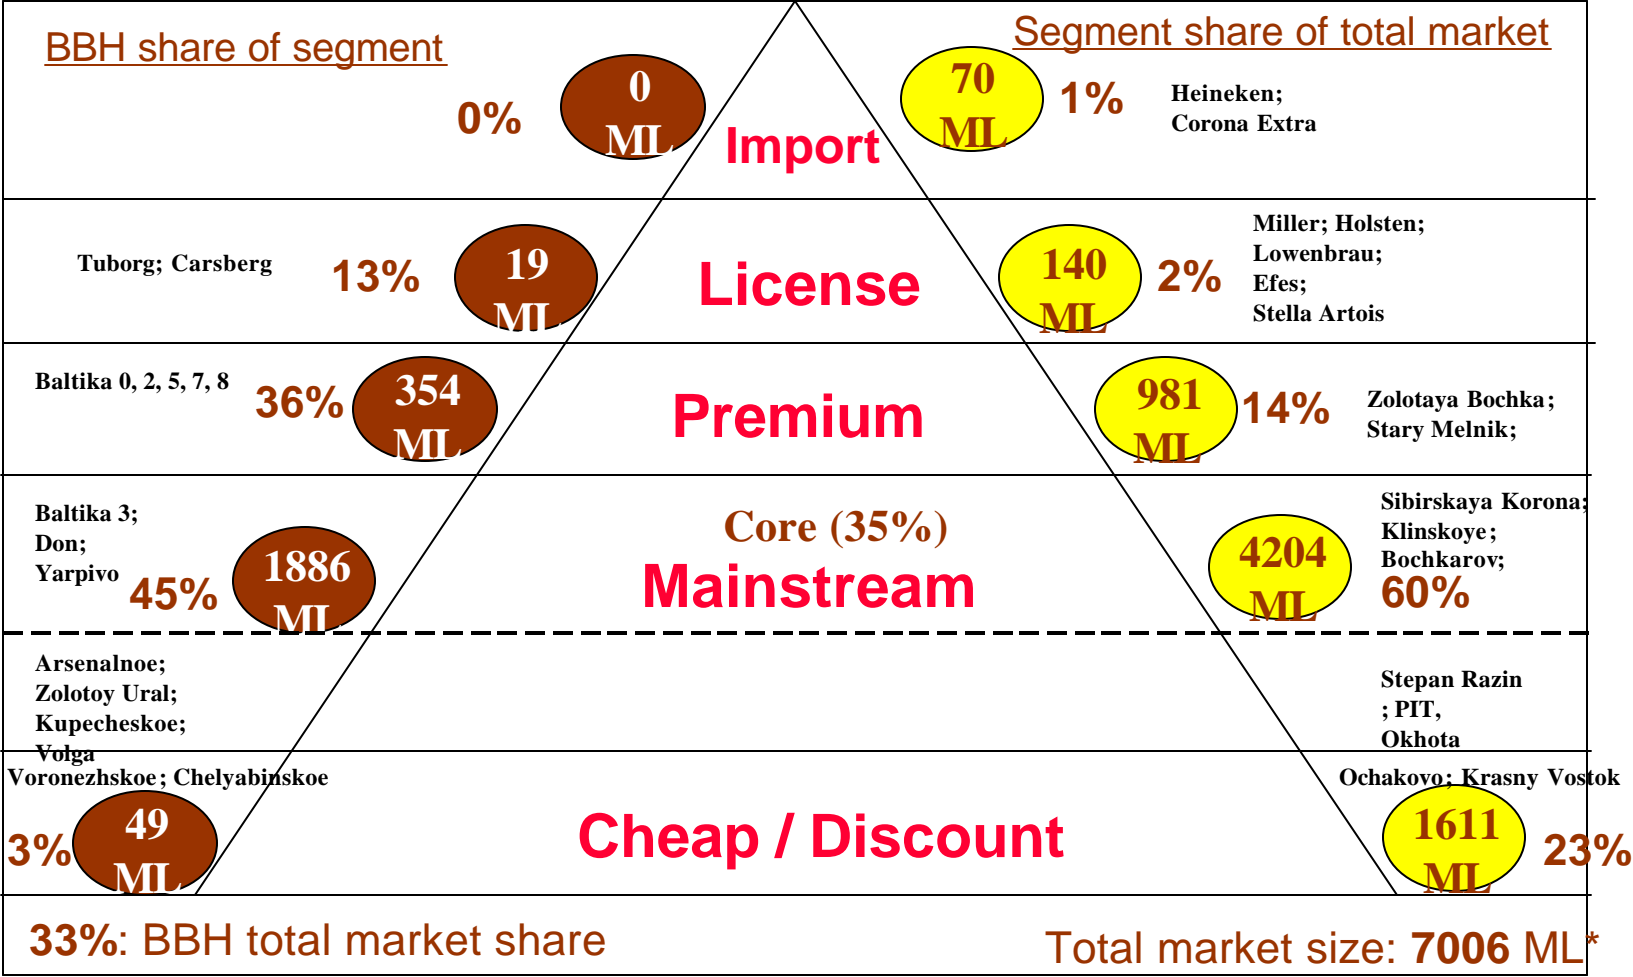 BBH share of segment
Segment share of total market
0%
0
ML
Import
70
ML
1%
Heineken;
Corona Extra
Tuborg; Carsberg
13%
19
ML
License
140
ML
2%
Miller; Holsten;
Lowenbrau;
Efes;
Stella Artois
Baltika 0, 2, 5, 7, 8
36%
354
ML
Premium
981
ML
14%
Zolotaya Bochka;
Stary Melnik;
Baltika 3;
Don;
Yarpivo
45%
1886
ML
Core (35%)
Mainstream
4204
ML
Sibirskaya Korona;
Klinskoye;
Bochkarov;
60%
Arsenalnoe;
Zolotoy Ural;
Kupecheskoe;
Volga
Stepan Razin
; PIT,
Okhota
Voronezhskoe; Chelyabinskoe
3%
49
ML
Cheap / Discount
Ochakovo; Krasny Vostok
1611
ML
23%
33%: BBH total market share
Total market size: 7006 ML*